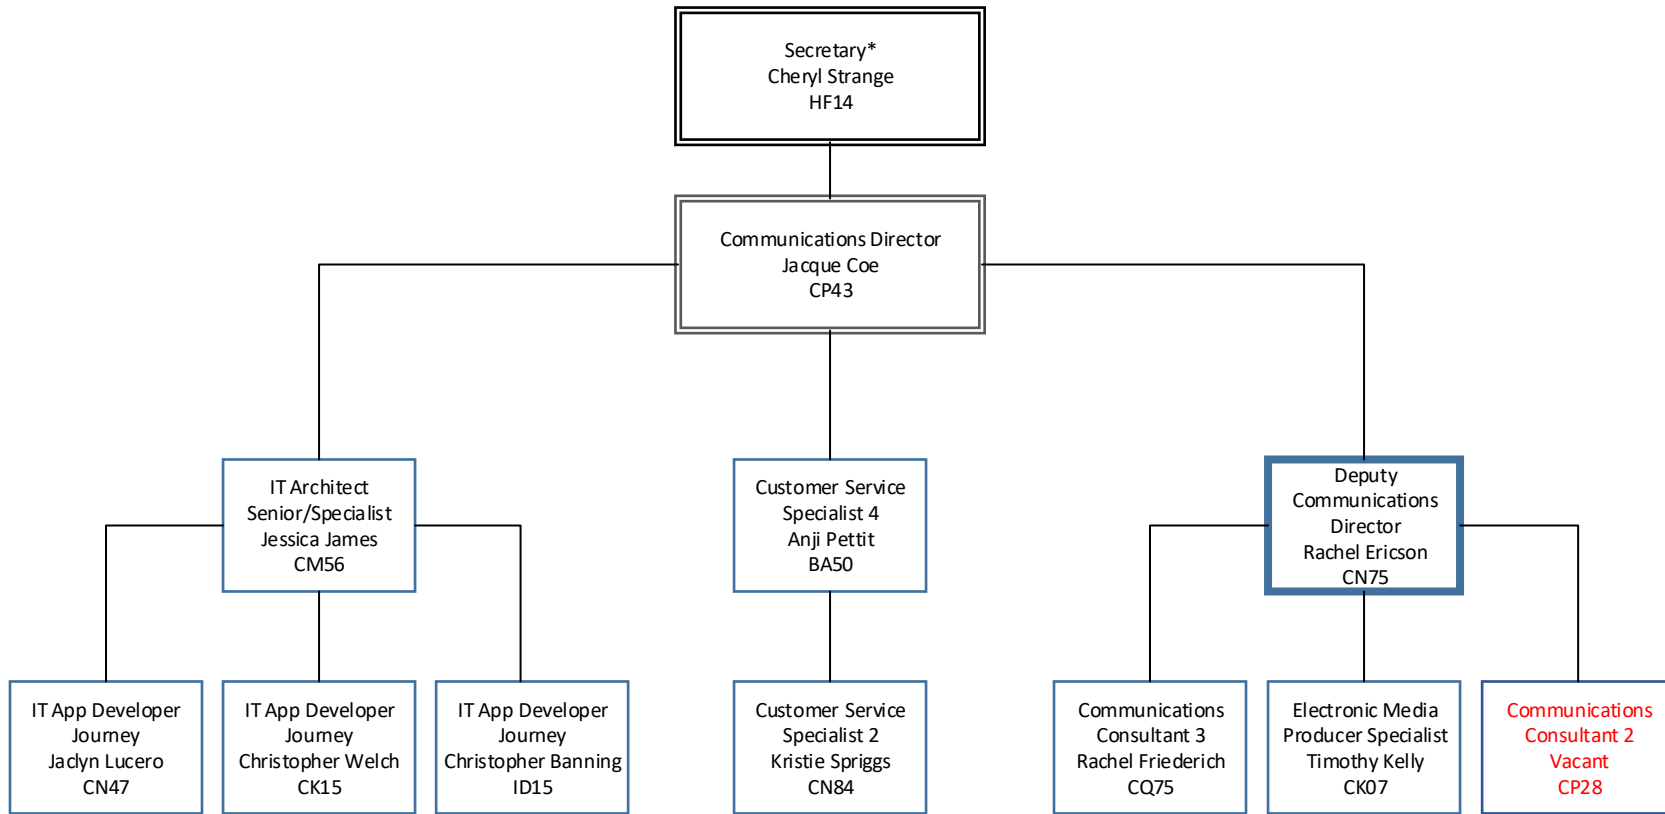 Secretary*
Cheryl Strange
HF14
Communications Director
Jacque Coe
CP43
IT Architect
Senior/Specialist
Jessica James
CM56
Customer Service
Specialist 4
Anji Pettit
BA50
Deputy
Communications
Director
Rachel Ericson
CN75
IT App Developer
Journey
Jaclyn Lucero
CN47
IT App Developer
Journey
Christopher Welch
CK15
IT App Developer
Journey
Christopher Banning
ID15
Customer Service
Specialist 2
Kristie Spriggs
CN84
Communications
Consultant 3
Rachel Friederich
CQ75
Electronic Media
Producer Specialist
Timothy Kelly
CK07
Communications
Consultant 2
Vacant
CP28